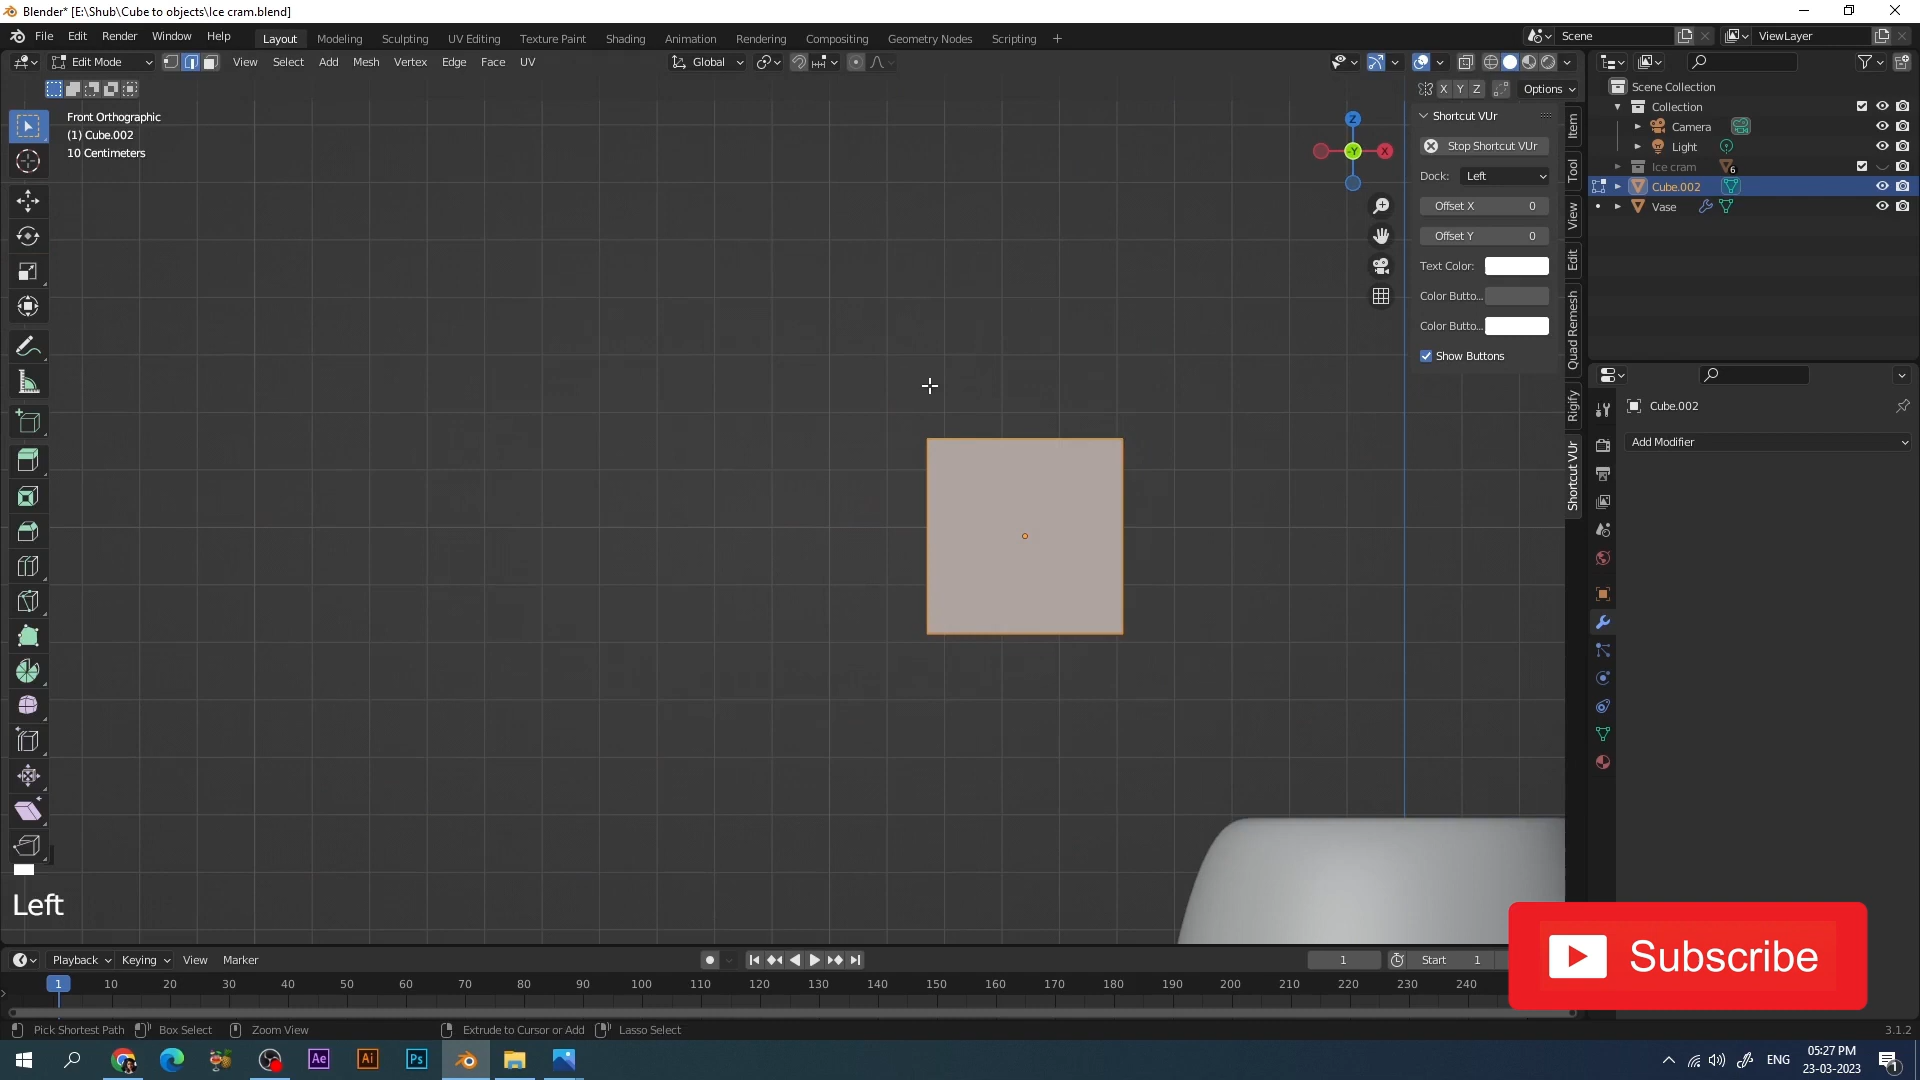 Blender* [E:\Shub\Cube to objects\Ice cram.blend]
File Edit Render Window Help Layout Modeling Sculpting UV Editing Texture Paint Shading Animation Rendering Compositing Geometry Nodes Scripting + Scene ViewLayer
Edit Mode View Select Add Mesh Vertex Edge Face UV Global
X Y Z Options
Front Orthographic
(1) Cube.002
10 Centimeters
Z
-Y X
Shortcut VUr
Stop Shortcut VUr
Dock: Left
Offset X 0
Offset Y 0
Text Color:
Color Butto...
Color Butto...
Show Buttons
Item
Tool
View
Edit
Quad Remesh
Rigify
Shortcut VUr
Scene Collection
Collection
Camera
Light
Ice cram 6
Cube.002
Vase
Cube.002
Add Modifier
Left
Subscribe
Playback Keying View Marker 1 Start 1
1 10 20 30 40 50 60 70 80 90 100 110 120 130 140 150 160 170 180 190 200 210 220 230 240
Pick Shortest Path Box Select Zoom View Extrude to Cursor or Add Lasso Select 3.1.2
Ae Ai Ps ENG 05:27 PM
23-03-2023 1